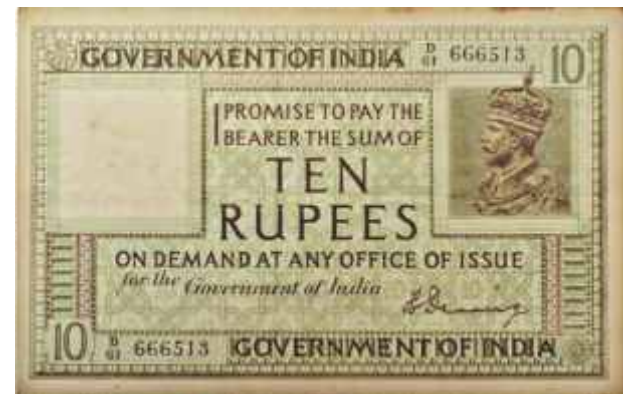 GOVERNMENT OF INDIA D/61 666513 10
I PROMISE TO PAY THE
BEARER THE SUM OF
TEN
RUPEES
ON DEMAND AT ANY OFFICE OF ISSUE
for the Government of India
10 D/61 666513 GOVERNMENT OF INDIA